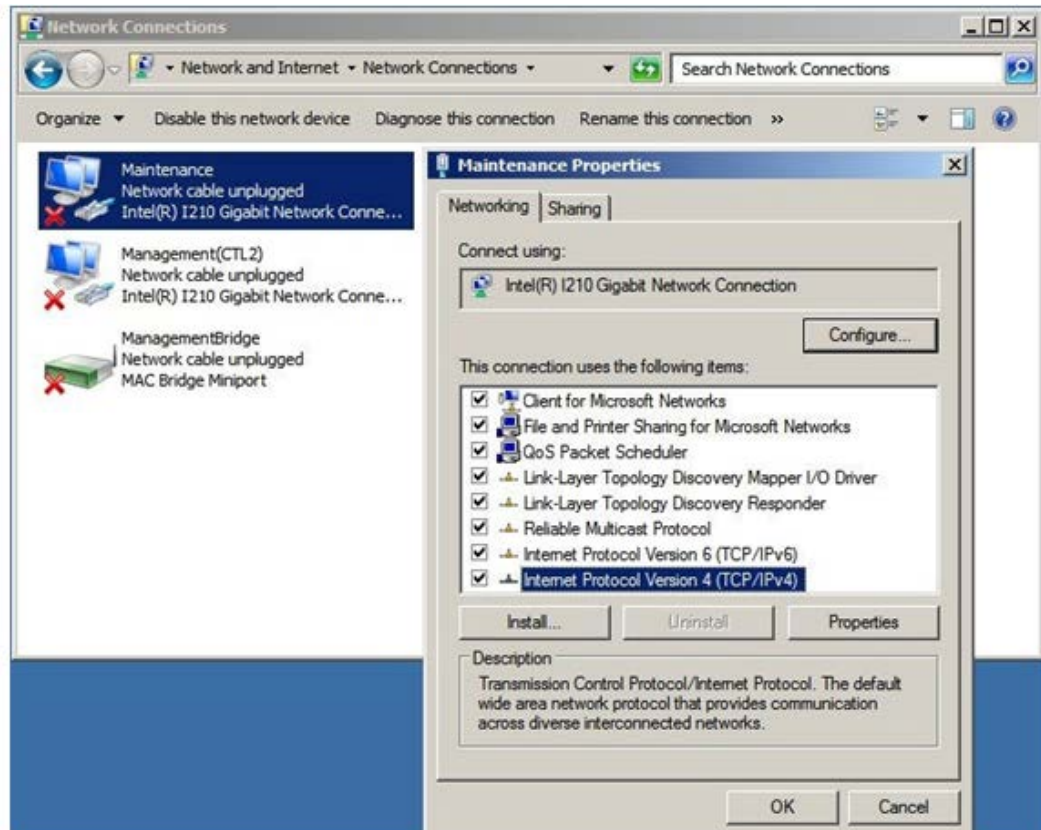 Network Connections
Network and Internet Network Connections
Search Network Connections
Organize Disable this network device Diagnose this connection Rename this connection »
Maintenance
Network cable unplugged
Intel(R) I210 Gigabit Network Conne...
Management(CTL2)
Network cable unplugged
Intel(R) I210 Gigabit Network Conne...
ManagementBridge
Network cable unplugged
MAC Bridge Miniport
Maintenance Properties
Networking Sharing
Connect using:
Intel(R) I210 Gigabit Network Connection
Configure...
This connection uses the following items:
Client for Microsoft Networks
File and Printer Sharing for Microsoft Networks
QoS Packet Scheduler
Link-Layer Topology Discovery Mapper I/O Driver
Link-Layer Topology Discovery Responder
Reliable Multicast Protocol
Internet Protocol Version 6 (TCP/IPv6)
Internet Protocol Version 4 (TCP/IPv4)
Install... Uninstall Properties
Description
Transmission Control Protocol/Internet Protocol. The default
wide area network protocol that provides communication
across diverse interconnected networks.
OK Cancel